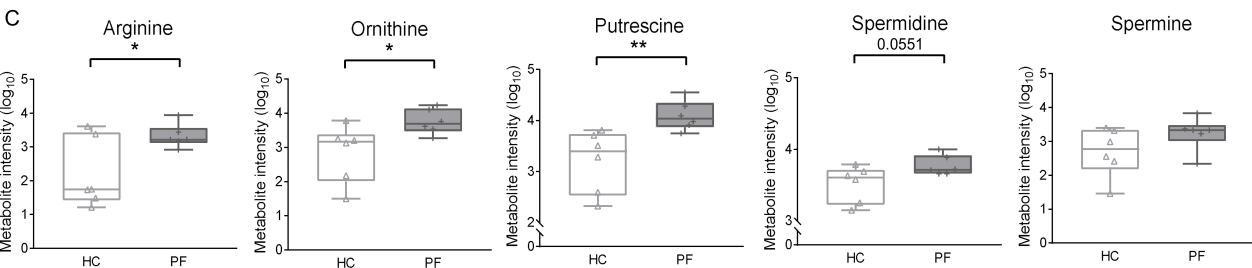 C
Arginine
*
Metabolite intensity (log10)
5
4
3
2
1
0
HC
PF
Ornithine
*
Metabolite intensity (log10)
5
4
3
2
1
0
HC
PF
Putrescine
**
Metabolite intensity (log10)
5
4
3
2
0
HC
PF
Spermidine
0.0551
Metabolite intensity (log10)
5
4
3
0
HC
PF
Spermine
Metabolite intensity (log10)
5
4
3
2
1
0
HC
PF